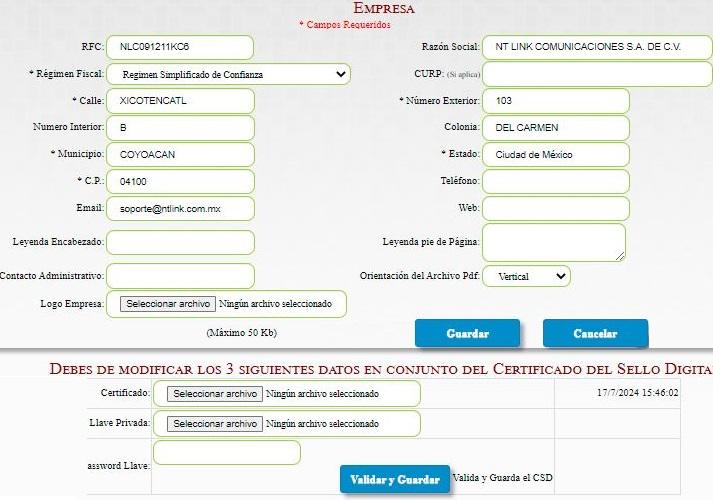 EMPRESA
* Campos Requeridos
RFC: NLC091211KC6 Razón Social: NT LINK COMUNICACIONES S.A. DE C.V.
* Régimen Fiscal: Regimen Simplificado de Confianza CURP: (Si aplica)
* Calle: XICOTENCATL * Número Exterior: 103
Numero Interior: B Colonia: DEL CARMEN
* Municipio: COYOACAN * Estado: Ciudad de México
* C.P.: 04100 Teléfono:
Email: soporte@ntlink.com.mx Web:
Leyenda Encabezado: Leyenda pie de Página:
Contacto Administrativo: Orientación del Archivo Pdf: Vertical
Logo Empresa: Seleccionar archivo Ningún archivo seleccionado
(Máximo 50 Kb) Guardar Cancelar
DEBES DE MODIFICAR LOS 3 SIGUIENTES DATOS EN CONJUNTO DEL CERTIFICADO DEL SELLO DIGITA
Certificado: Seleccionar archivo Ningún archivo seleccionado 17/7/2024 15:46:02
Llave Privada: Seleccionar archivo Ningún archivo seleccionado
assword Llave:
Validar y Guardar Valida y Guarda el CSD